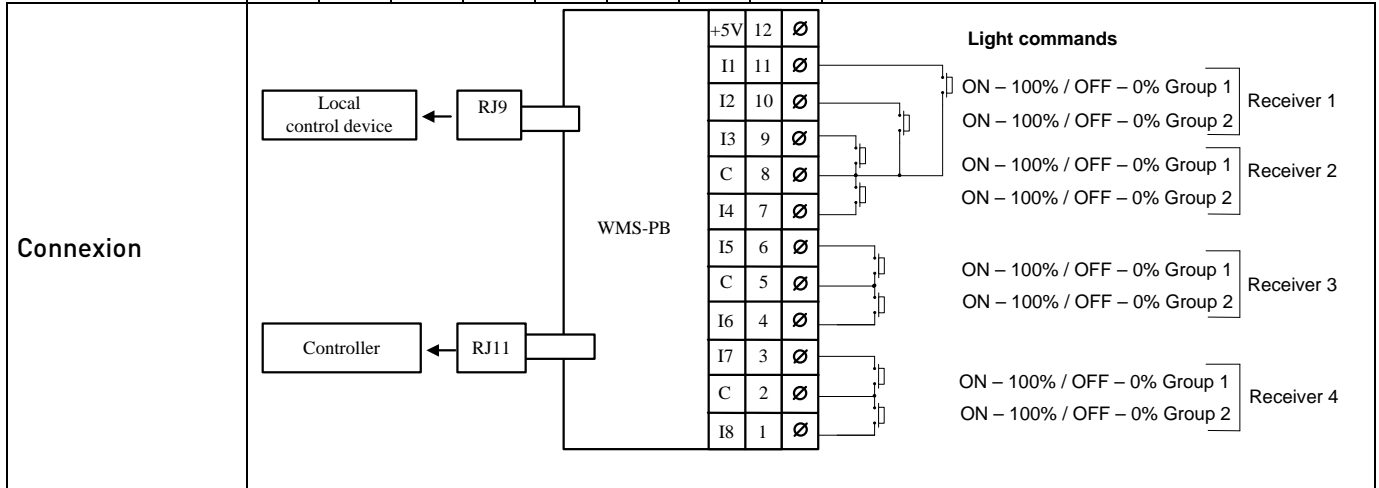 Connexion
Local
control device
RJ9
Controller
RJ11
WMS-PB
+5V 12 Ø
I1 11 Ø
I2 10 Ø
I3 9 Ø
C 8 Ø
I4 7 Ø
I5 6 Ø
C 5 Ø
I6 4 Ø
I7 3 Ø
C 2 Ø
I8 1 Ø
Light commands
ON – 100% / OFF – 0% Group 1
ON – 100% / OFF – 0% Group 2
Receiver 1
ON – 100% / OFF – 0% Group 1
ON – 100% / OFF – 0% Group 2
Receiver 2
ON – 100% / OFF – 0% Group 1
ON – 100% / OFF – 0% Group 2
Receiver 3
ON – 100% / OFF – 0% Group 1
ON – 100% / OFF – 0% Group 2
Receiver 4